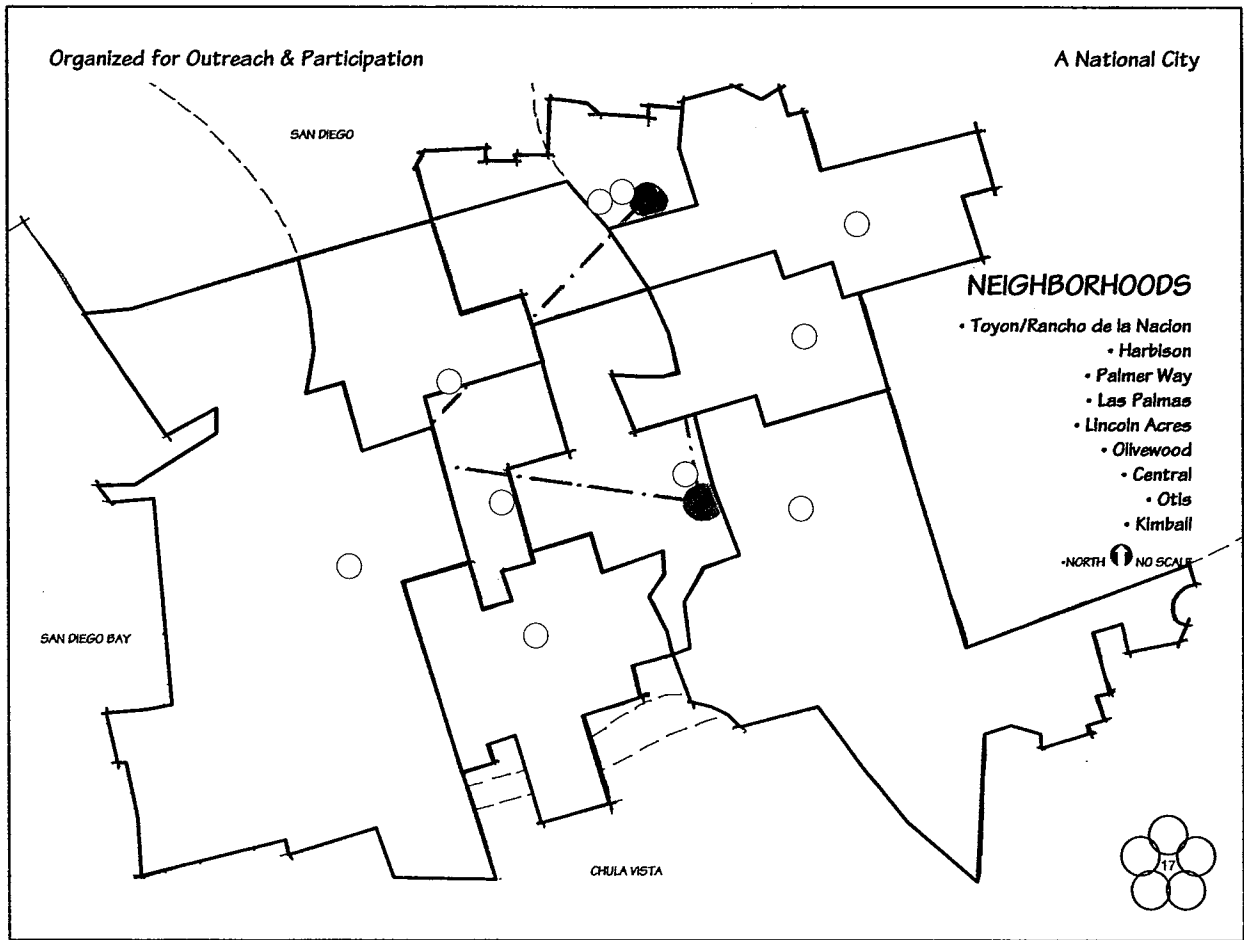 Organized for Outreach & Participation
A National City
SAN DIEGO
NEIGHBORHOODS
• Toyon/Rancho de la Nacion
• Harbison
• Palmer Way
• Las Palmas
• Lincoln Acres
• Olivewood
• Central
• Otis
• Kimball
•NORTH NO SCALE
SAN DIEGO BAY
CHULA VISTA
17